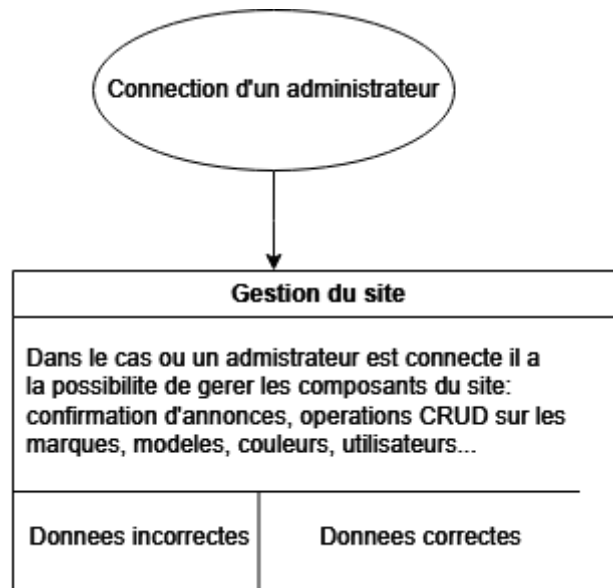 Connection d'un administrateur
Gestion du site
Dans le cas ou un admistrateur est connecte il a
la possibilite de gerer les composants du site:
confirmation d'annonces, operations CRUD sur les
marques, modeles, couleurs, utilisateurs...
Donnees incorrectes
Donnees correctes